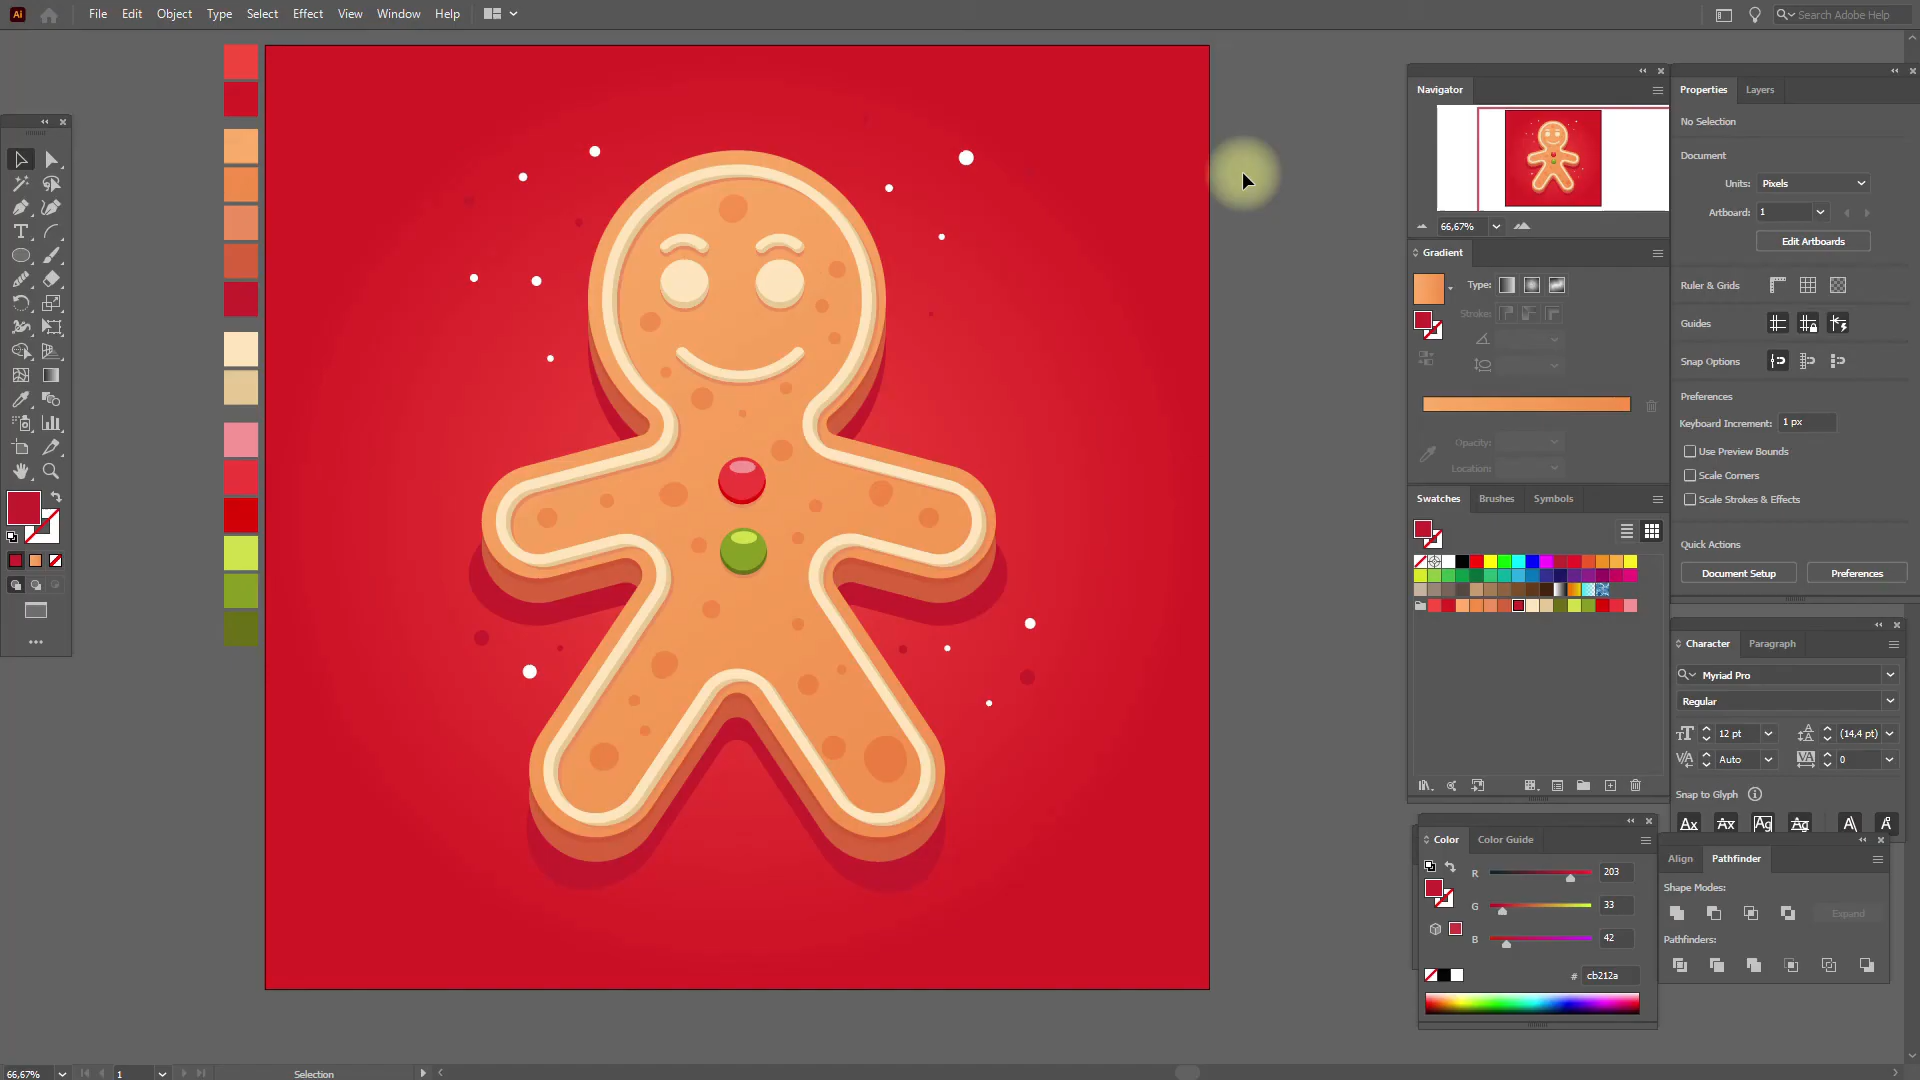 Ai File Edit Object Type Select Effect View Window Help Search Adobe Help
Navigator
66,67%
Gradient
Type:
Stroke:
Opacity:
Location:
Swatches Brushes Symbols
Color Color Guide
R 203
G 33
B 42
# cb212a
Properties Layers
No Selection
Document
Units: Pixels
Artboard: 1
Edit Artboards
Ruler & Grids
Guides
Snap Options
Preferences
Keyboard Increment: 1 px
Use Preview Bounds
Scale Corners
Scale Strokes & Effects
Quick Actions
Document Setup Preferences
Character Paragraph
Myriad Pro
Regular
12 pt (14,4 pt)
Auto 0
Snap to Glyph
Align Pathfinder
Shape Modes:
Expand
Pathfinders:
66,67% 1 Selection